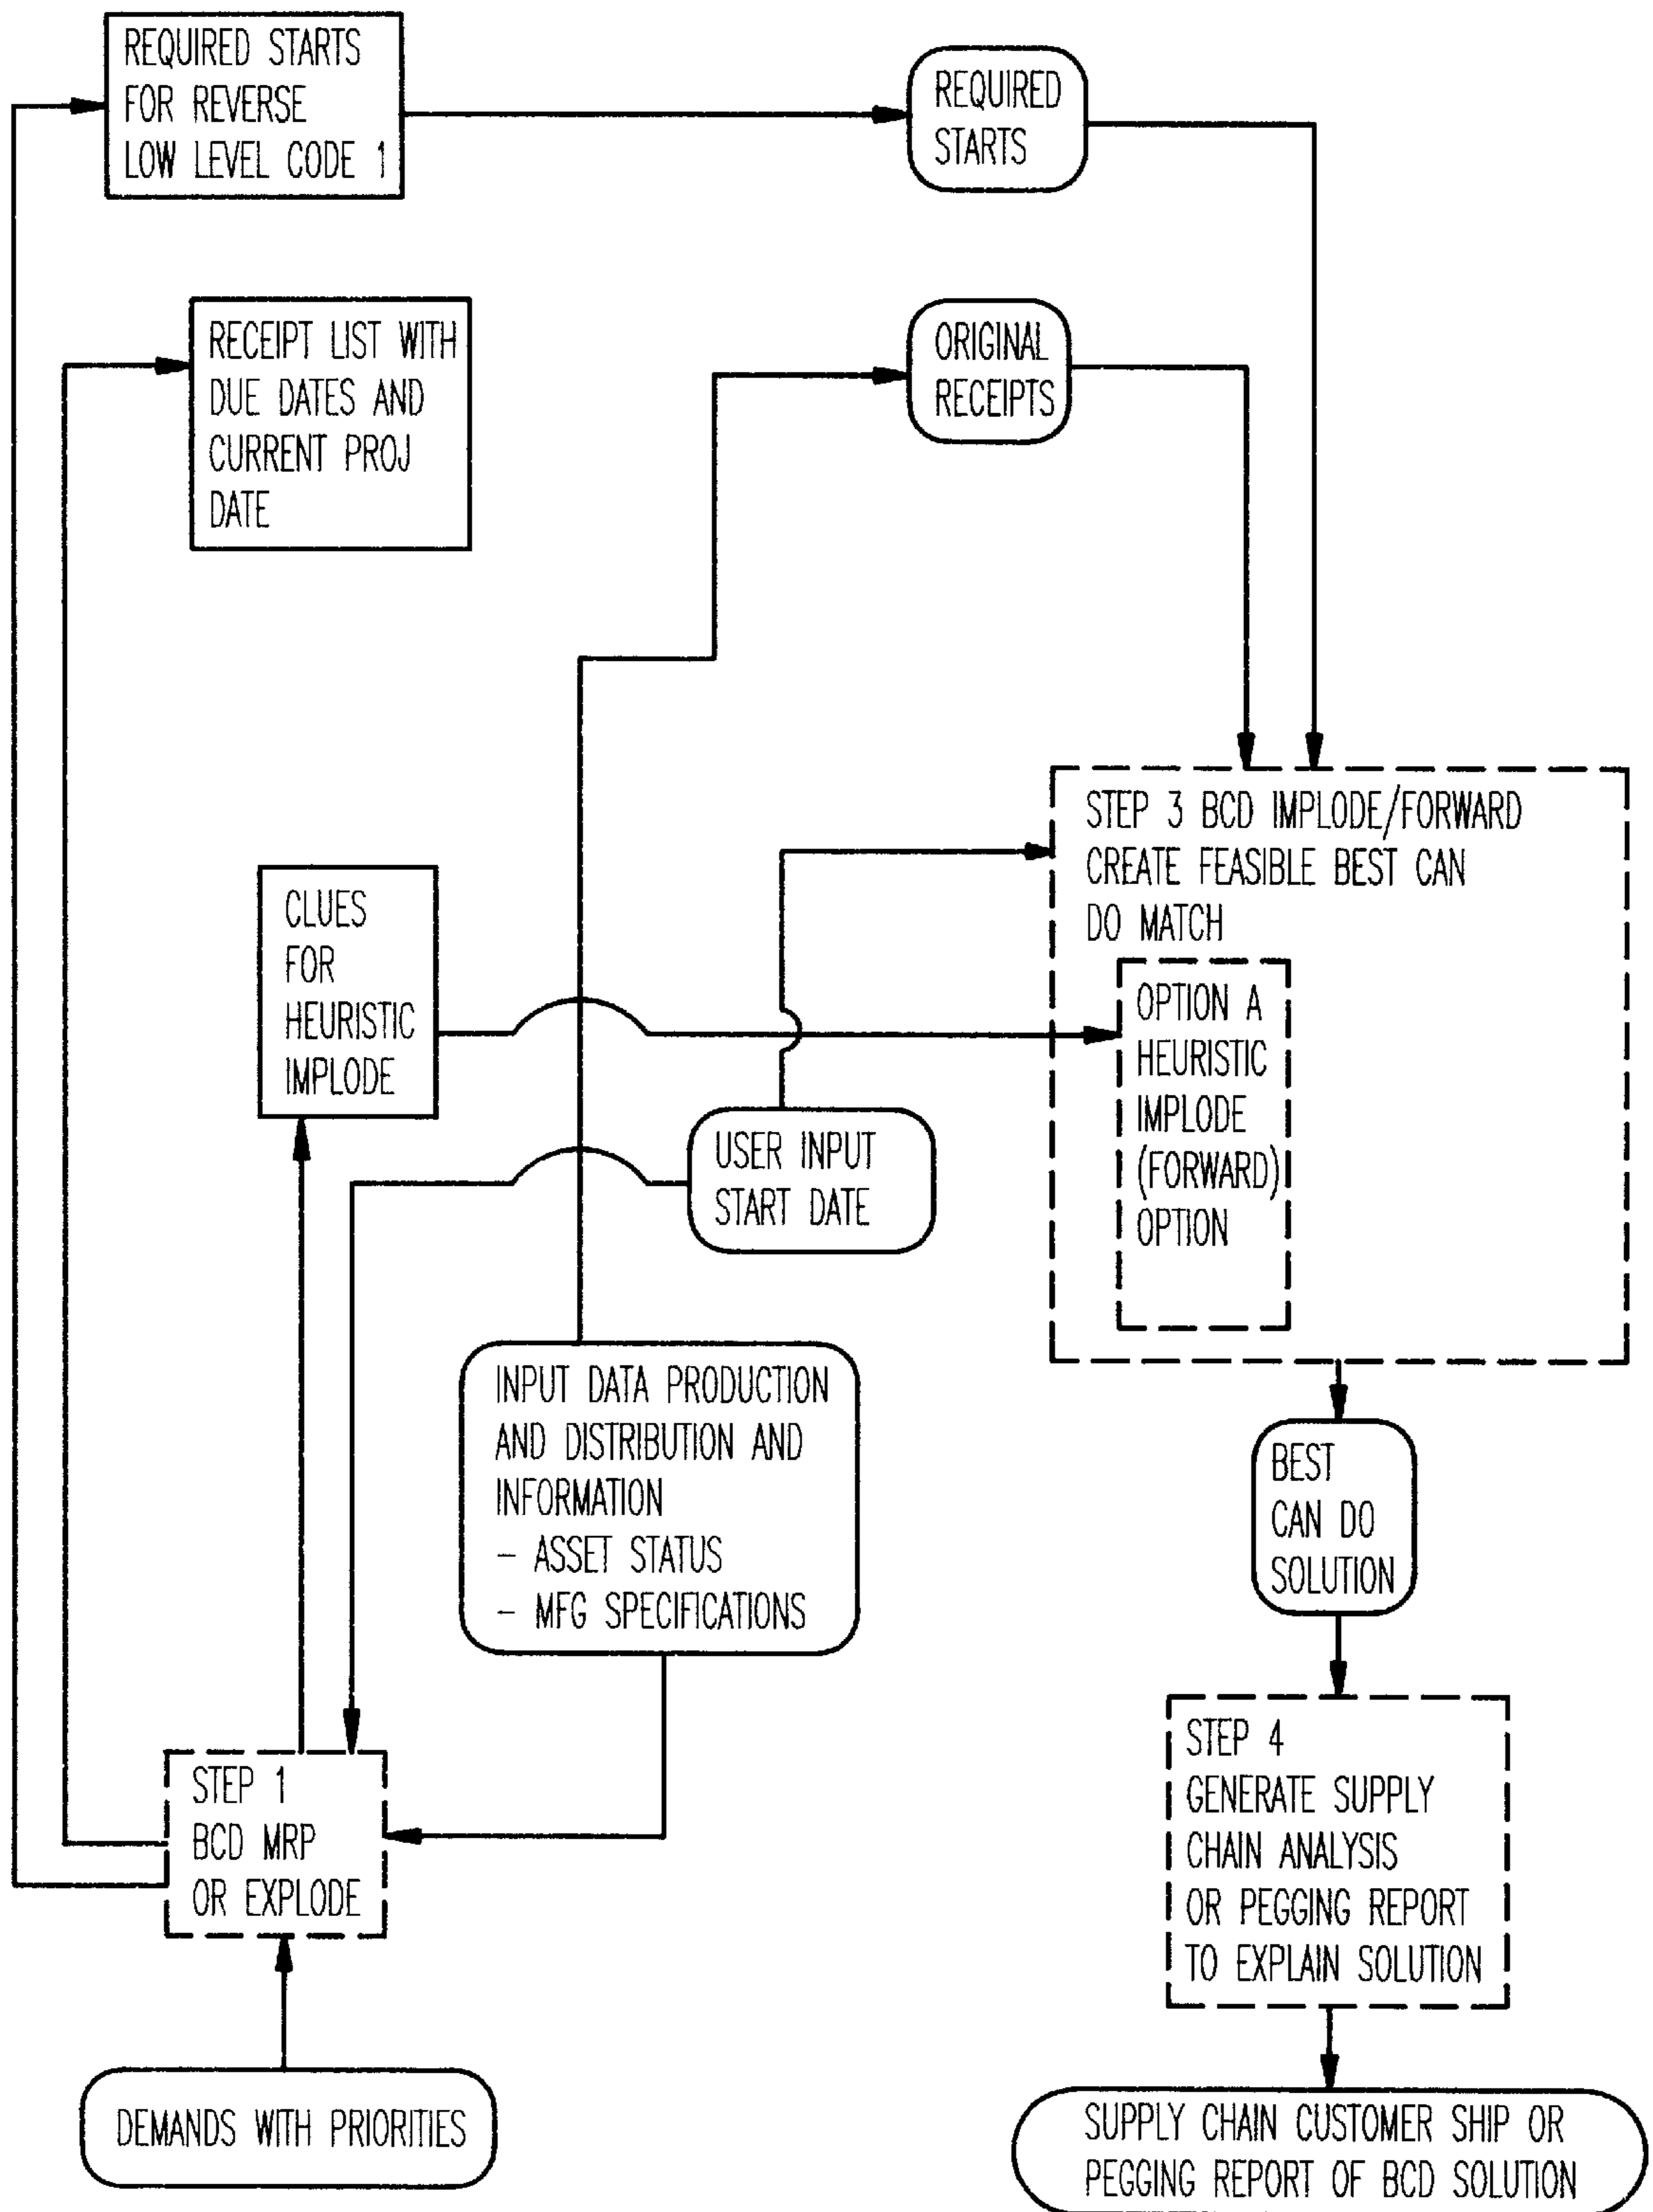 REQUIRED STARTS
FOR REVERSE
LOW LEVEL CODE 1
REQUIRED
STARTS
RECEIPT LIST WITH
DUE DATES AND
CURRENT PROJ
DATE
ORIGINAL
RECEIPTS
STEP 3 BCD IMPLODE/FORWARD
CREATE FEASIBLE BEST CAN
DO MATCH
CLUES
FOR
HEURISTIC
IMPLODE
OPTION A
HEURISTIC
IMPLODE
(FORWARD)
OPTION
USER INPUT
START DATE
INPUT DATA PRODUCTION
AND DISTRIBUTION AND
INFORMATION
– ASSET STATUS
– MFG SPECIFICATIONS
BEST
CAN DO
SOLUTION
STEP 1
BCD MRP
OR EXPLODE
STEP 4
GENERATE SUPPLY
CHAIN ANALYSIS
OR PEGGING REPORT
TO EXPLAIN SOLUTION
DEMANDS WITH PRIORITIES
SUPPLY CHAIN CUSTOMER SHIP OR
PEGGING REPORT OF BCD SOLUTION